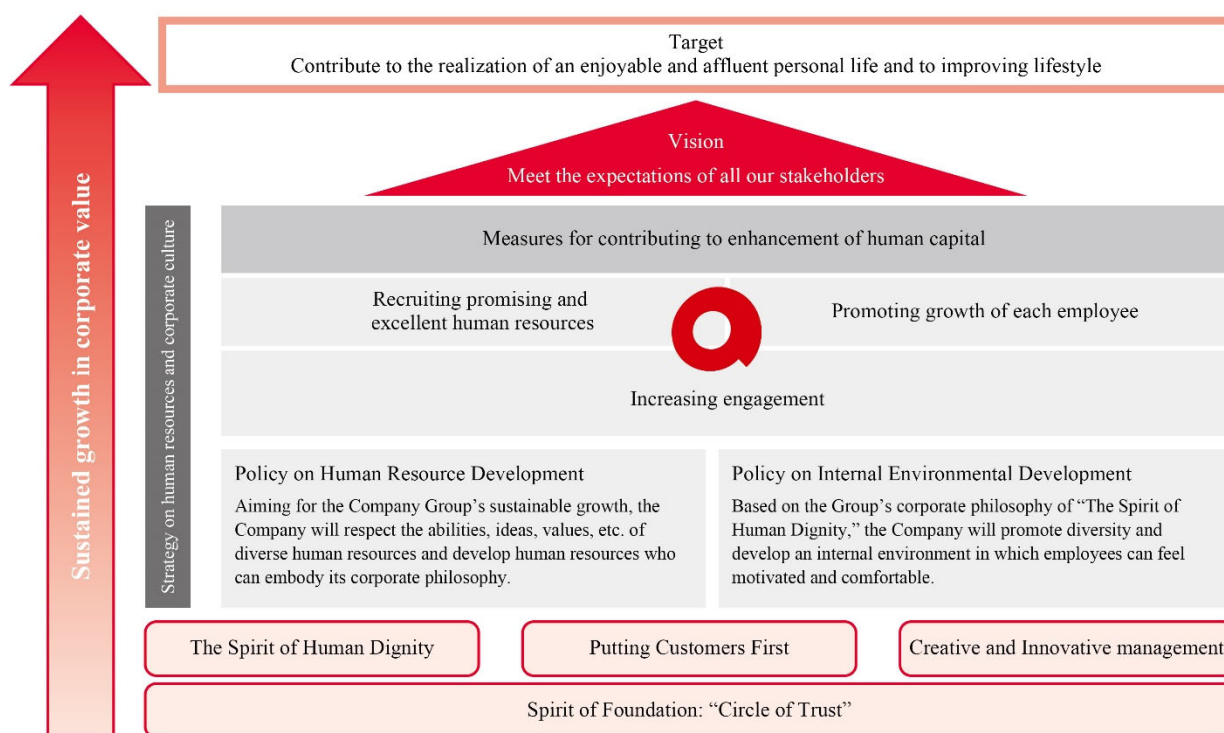 Target
Contribute to the realization of an enjoyable and affluent personal life and to improving lifestyle
Vision
Meet the expectations of all our stakeholders
Sustained growth in corporate value
Strategy on human resources and corporate culture
Measures for contributing to enhancement of human capital
Recruiting promising and
excellent human resources
Promoting growth of each employee
Increasing engagement
Policy on Human Resource Development
Aiming for the Company Group’s sustainable growth, the
Company will respect the abilities, ideas, values, etc. of
diverse human resources and develop human resources who
can embody its corporate philosophy.
Policy on Internal Environmental Development
Based on the Group’s corporate philosophy of “The Spirit of
Human Dignity,” the Company will promote diversity and
develop an internal environment in which employees can feel
motivated and comfortable.
The Spirit of Human Dignity
Putting Customers First
Creative and Innovative management
Spirit of Foundation: “Circle of Trust”